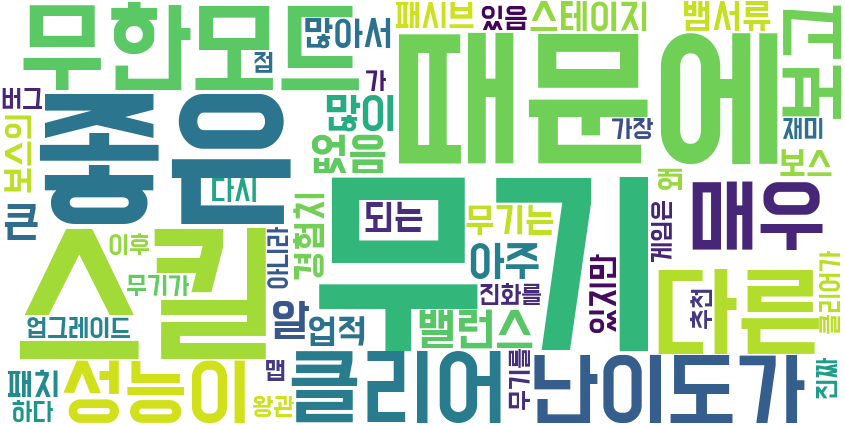 무한모드
많아서
패시브
있음
스테이지
뱀서류
보고
점
가
때문에
버그
좋은
많이
가장
재미
보스의
없음
보스
다시
왜
큰
되는
무기는
매우
스킬
이후
아니라
경험치
무기
아주
게임은
무기가
진화를
있지만
다른
추천
클리어가
업그레이드
알
업적
밸런스
패치
하다
성능이
왕관
맵
클리어
무기를
난이도가
진짜